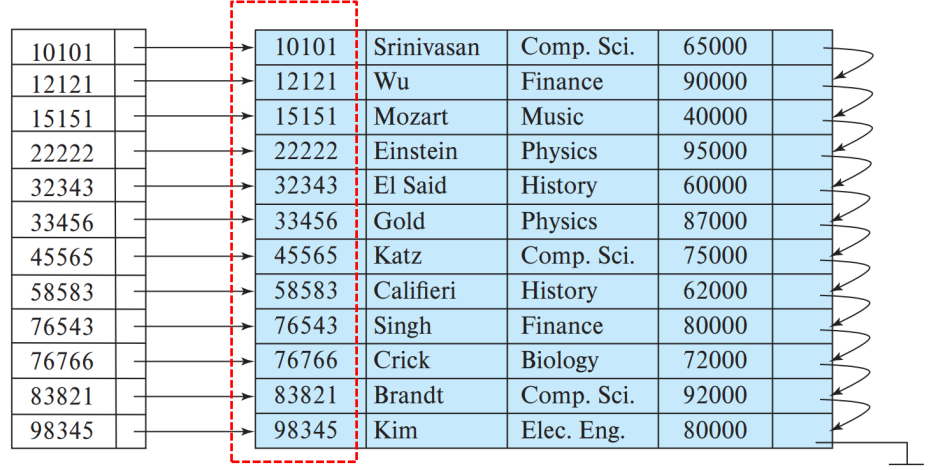 10101 10101 Srinivasan Comp. Sci. 65000
12121 12121 Wu Finance 90000
15151 15151 Mozart Music 40000
22222 22222 Einstein Physics 95000
32343 32343 El Said History 60000
33456 33456 Gold Physics 87000
45565 45565 Katz Comp. Sci. 75000
58583 58583 Califieri History 62000
76543 76543 Singh Finance 80000
76766 76766 Crick Biology 72000
83821 83821 Brandt Comp. Sci. 92000
98345 98345 Kim Elec. Eng. 80000